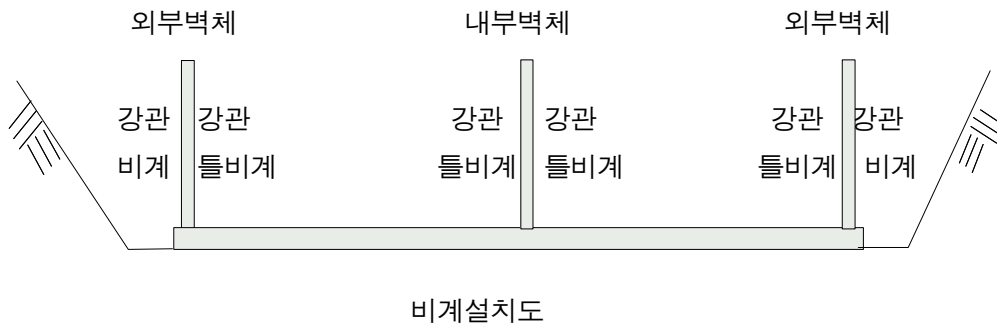 외부벽체 내부벽체 외부벽체
강관 강관 강관 강관 강관 강관
비계 틀비계 틀비계 틀비계 틀비계 비계
비계설치도